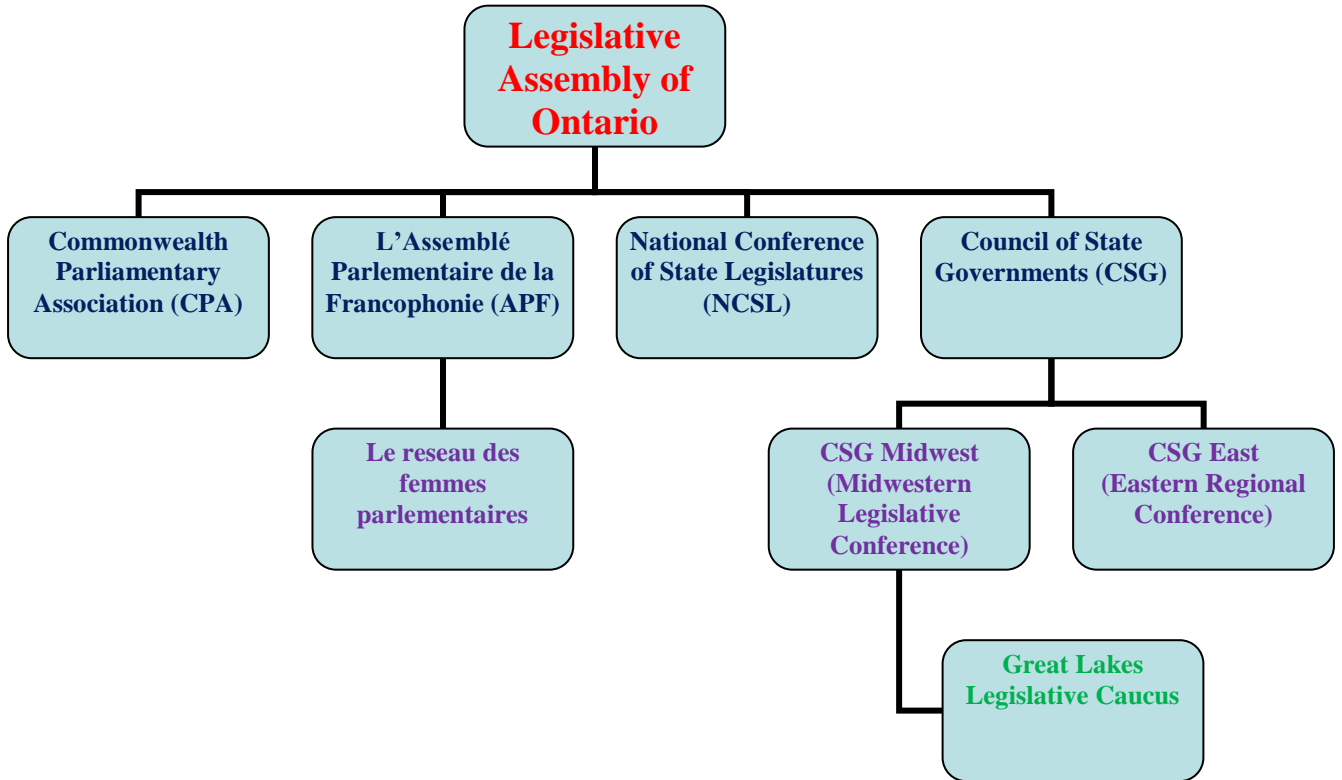 Legislative
Assembly of
Ontario
Commonwealth
Parliamentary
Association (CPA)
L’Assemblé
Parlementaire de la
Francophonie (APF)
National Conference
of State Legislatures
(NCSL)
Council of State
Governments (CSG)
Le reseau des
femmes
parlementaires
CSG Midwest
(Midwestern
Legislative
Conference)
CSG East
(Eastern Regional
Conference)
Great Lakes
Legislative Caucus